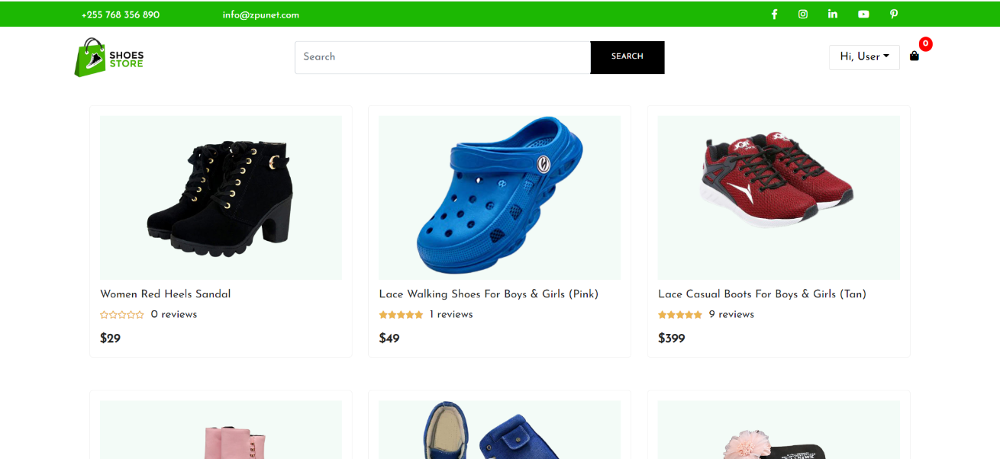 +255 768 356 890 info@zpunet.com
SHOES
STORE
Search SEARCH Hi, User 0
Women Red Heels Sandal
0 reviews
$29
Lace Walking Shoes For Boys & Girls (Pink)
1 reviews
$49
Lace Casual Boots For Boys & Girls (Tan)
9 reviews
$399